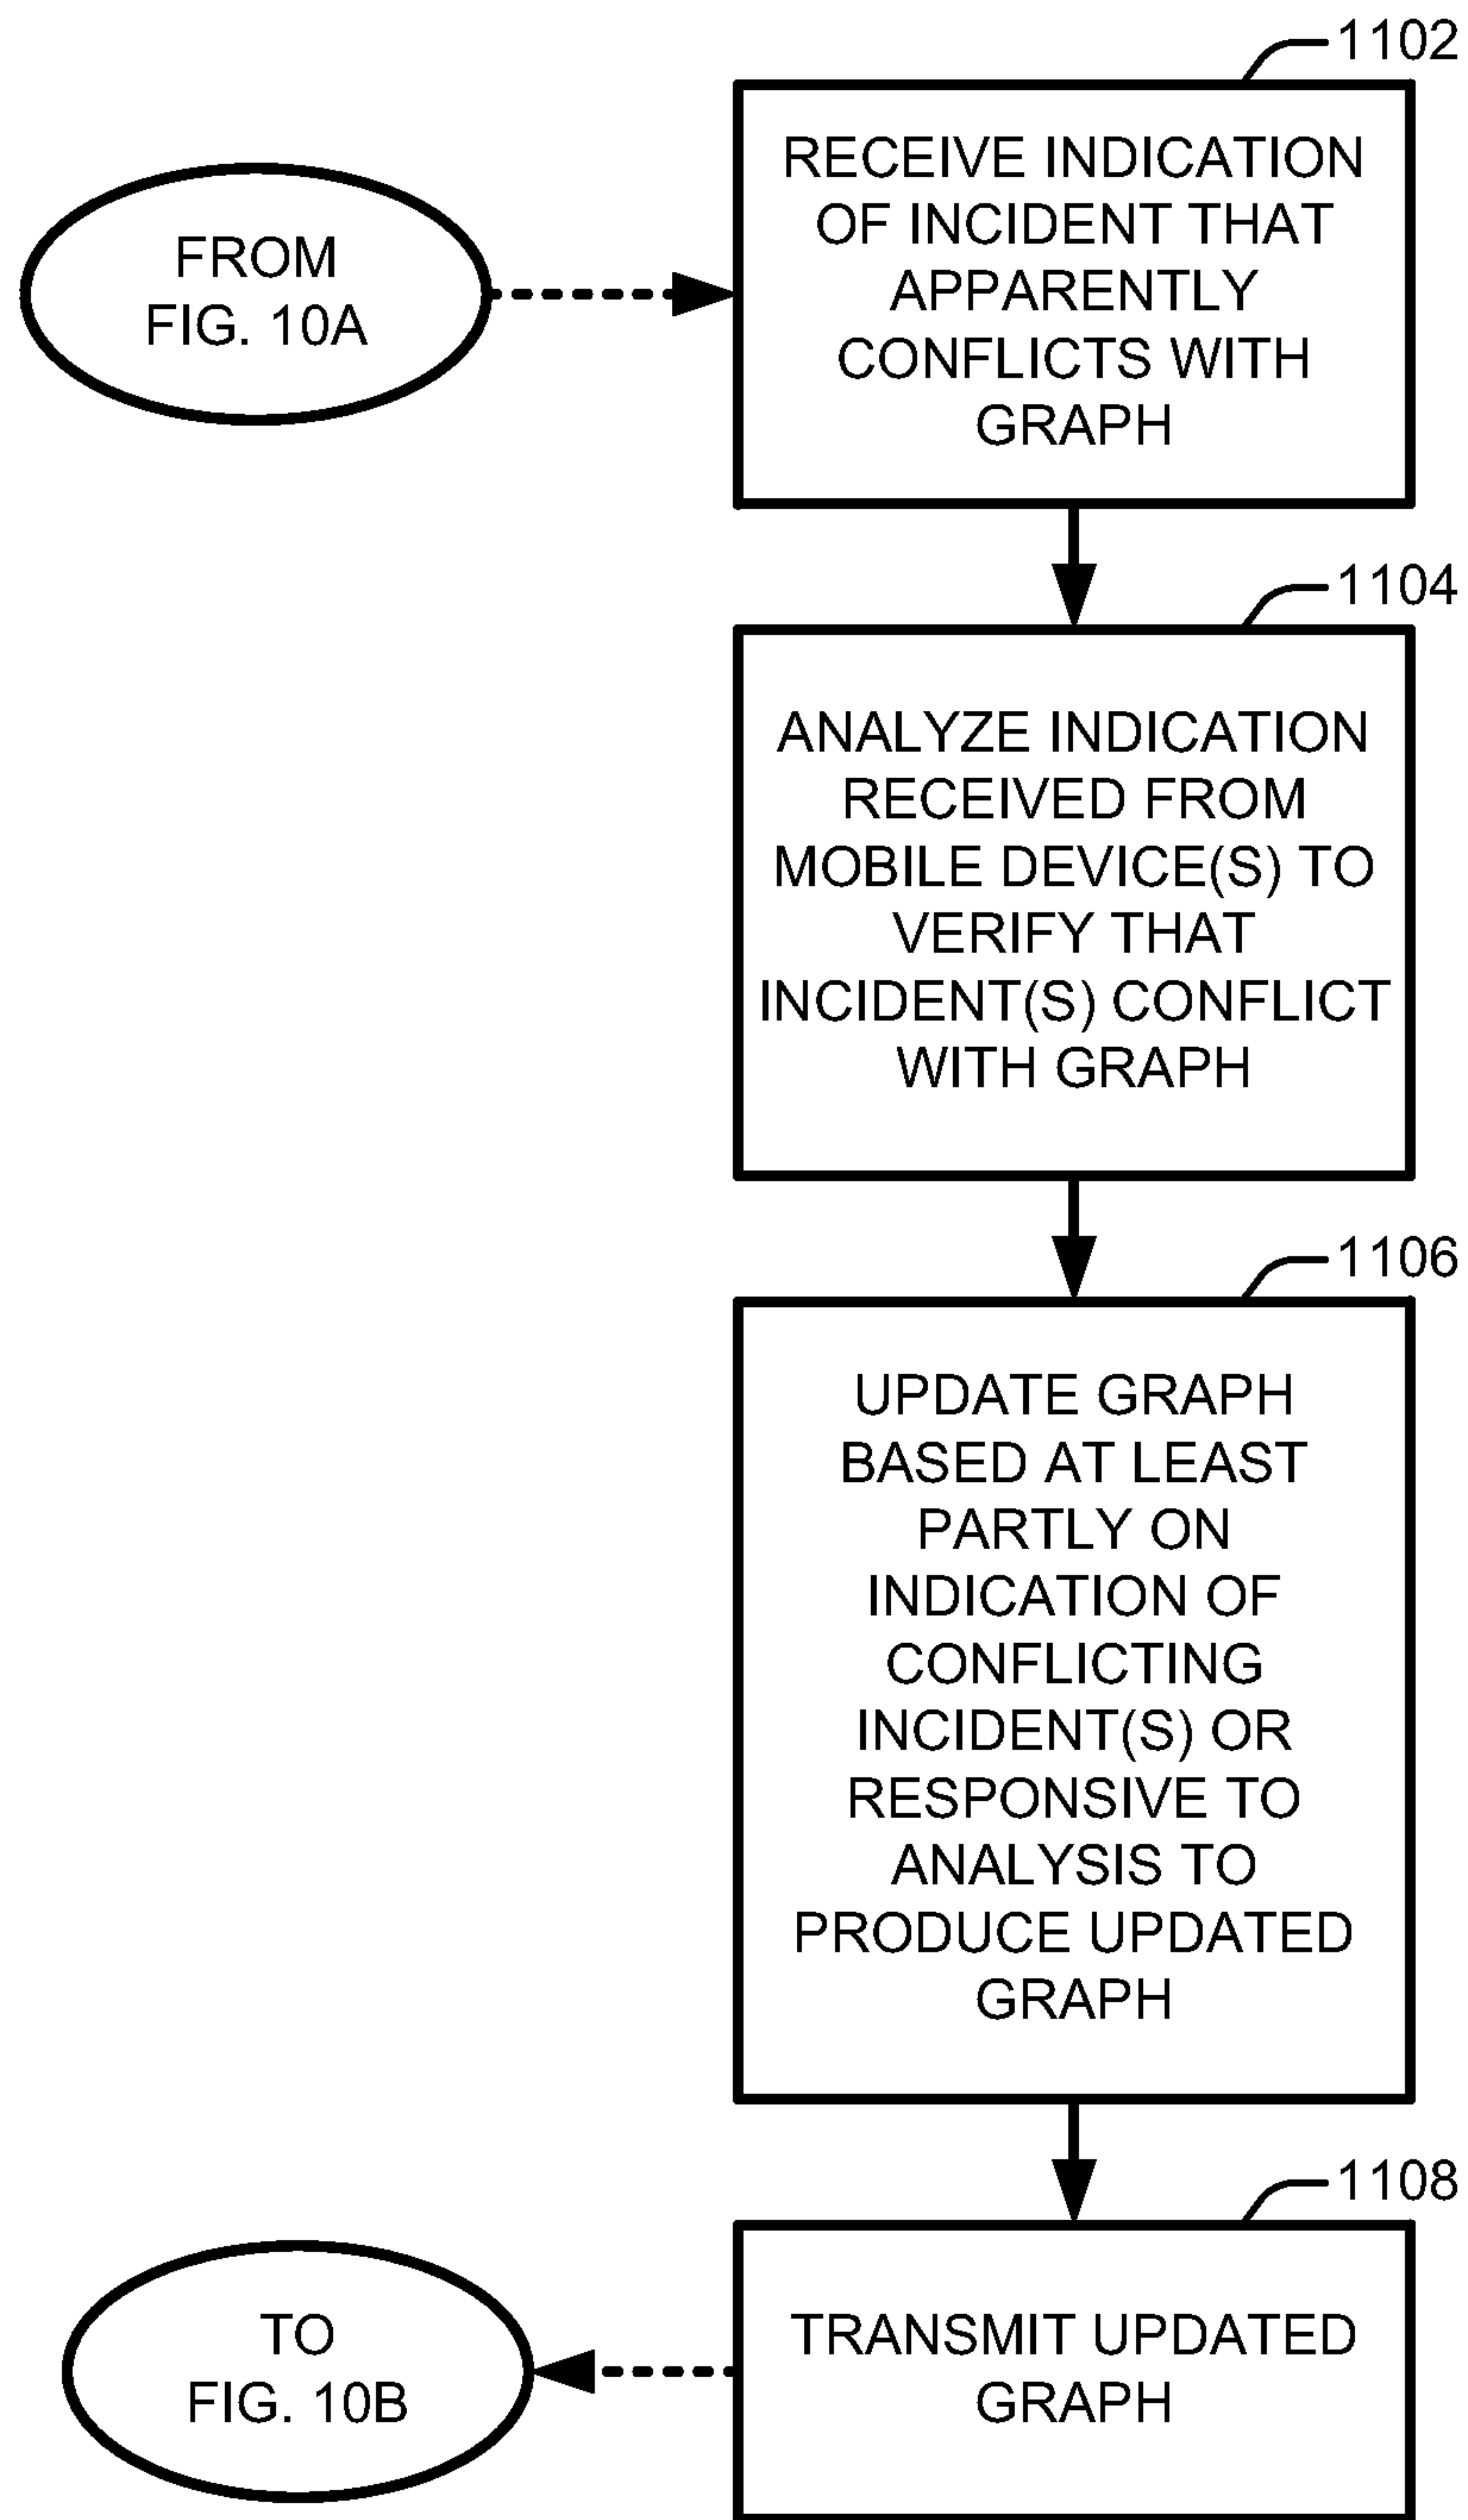 1102
RECEIVE INDICATION
OF INCIDENT THAT
APPARENTLY
CONFLICTS WITH
GRAPH
FROM
FIG. 10A
1104
ANALYZE INDICATION
RECEIVED FROM
MOBILE DEVICE(S) TO
VERIFY THAT
INCIDENT(S) CONFLICT
WITH GRAPH
1106
UPDATE GRAPH
BASED AT LEAST
PARTLY ON
INDICATION OF
CONFLICTING
INCIDENT(S) OR
RESPONSIVE TO
ANALYSIS TO
PRODUCE UPDATED
GRAPH
1108
TRANSMIT UPDATED
GRAPH
TO
FIG. 10B